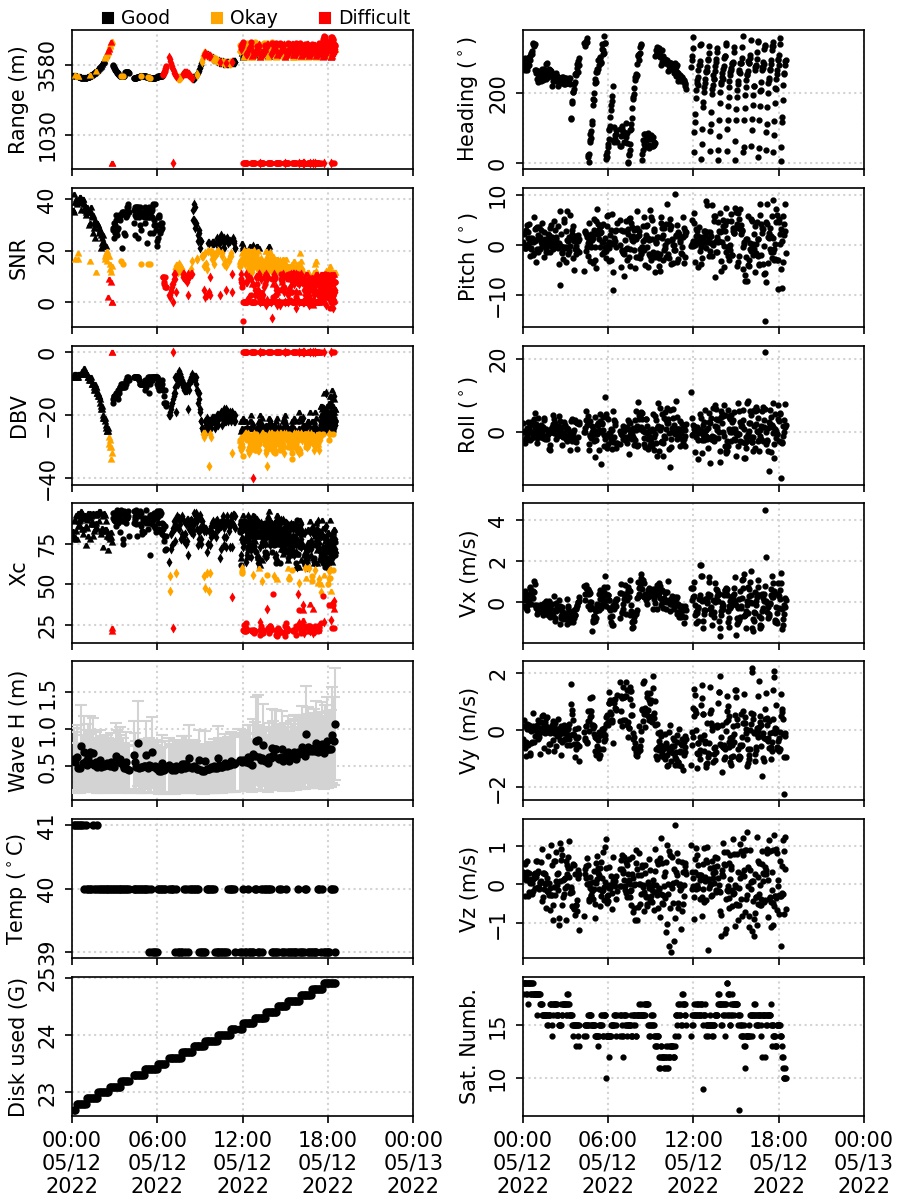 Good Okay Difficult
Range (m)
3580
1030
Heading (°)
200
0
SNR
40
20
0
Pitch (°)
10
0
−10
DBV
0
−20
−40
Roll (°)
20
0
Xc
75
50
25
Vx (m/s)
4
2
0
Wave H (m)
1.5
1.0
0.5
Vy (m/s)
2
0
−2
Temp (°C)
41
40
39
Vz (m/s)
1
0
−1
Disk used (G)
25
24
23
Sat. Numb.
15
10
00:00 06:00 12:00 18:00 00:00
05/12 05/12 05/12 05/12 05/13
2022 2022 2022 2022 2022
00:00 06:00 12:00 18:00 00:00
05/12 05/12 05/12 05/12 05/13
2022 2022 2022 2022 2022